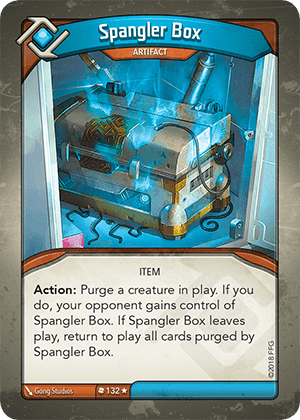 Spangler Box
ARTIFACT
ITEM
Action: Purge a creature in play. If you
do, your opponent gains control of
Spangler Box. If Spangler Box leaves
play, return to play all cards purged by
Spangler Box.
©2018 FFG
Gong Studios
132★